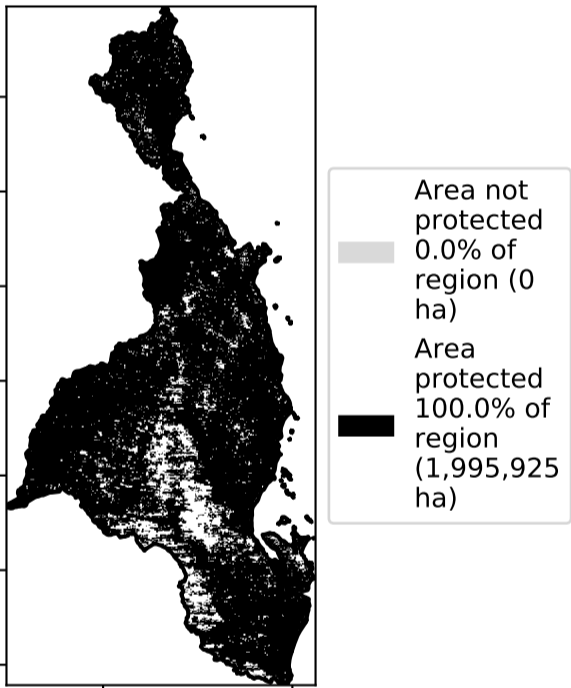 Area not
protected
0.0% of
region (0
ha)
Area
protected
100.0% of
region
(1,995,925
ha)